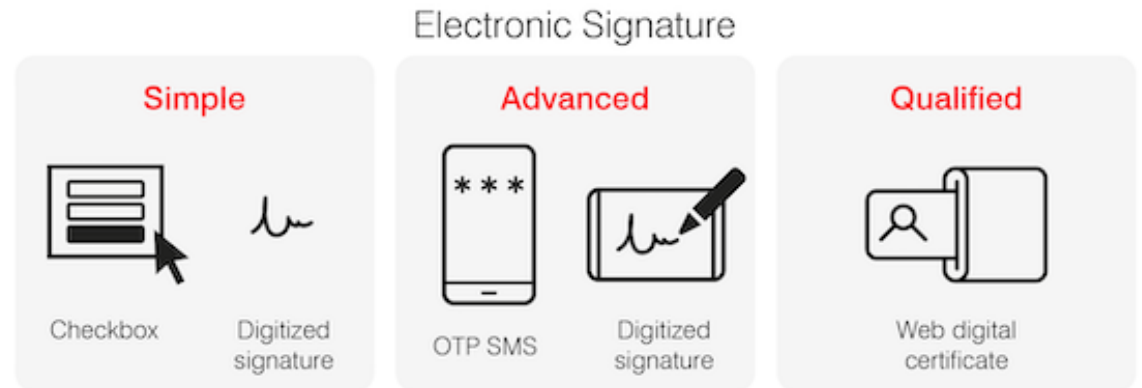 Electronic Signature
Simple
Checkbox
Digitized
signature
Advanced
***
OTP SMS
Digitized
signature
Qualified
Web digital
certificate